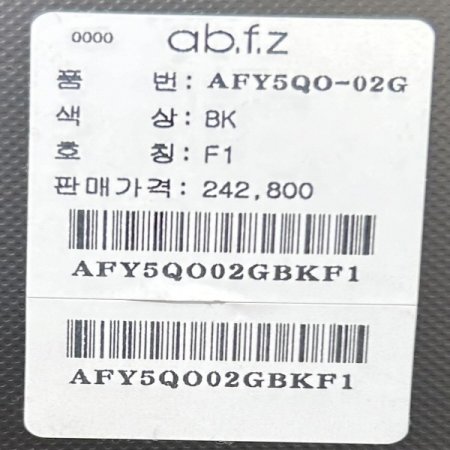 0000 ab.f.z
품 번: AFY5QO-02G
색 상: BK
호 칭: F1
판매가격: 242,800
AFY5QO02GBKF1
AFY5QO02GBKF1